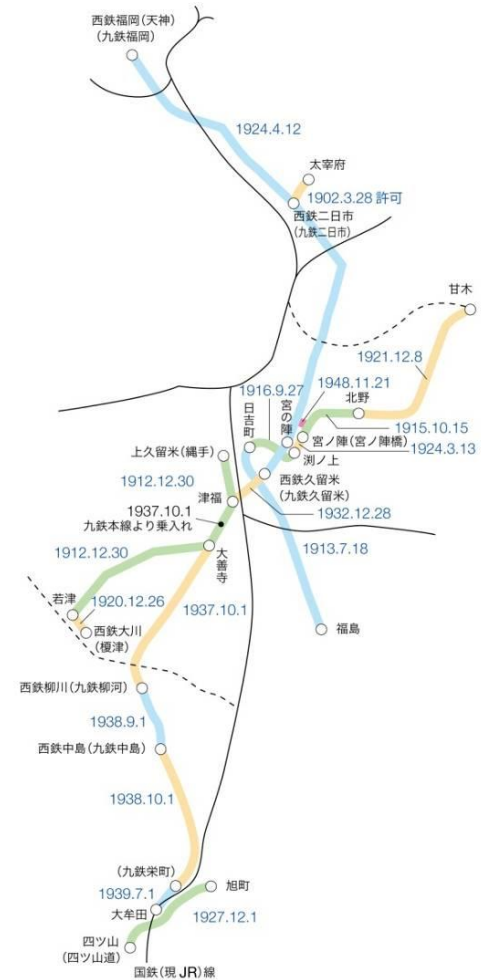 西鉄福岡(天神)
(九鉄福岡)
1924.4.12
太宰府
1902.3.28 許可
西鉄二日市
(九鉄二日市)
甘木
1921.12.8
1948.11.21
1916.9.27
北野
日吉町
宮の陣
1915.10.15
宮ノ陣(宮ノ陣橋)
1924.3.13
上久留米(縄手)
渕ノ上
西鉄久留米
(九鉄久留米)
1912.12.30
津福
1932.12.28
1937.10.1
九鉄本線より乗入れ
1913.7.18
1912.12.30
大善寺
若津
1920.12.26
1937.10.1
西鉄大川
(榎津)
福島
西鉄柳川(九鉄柳河)
1938.9.1
西鉄中島(九鉄中島)
1938.10.1
(九鉄栄町)
旭町
1939.7.1
大牟田
1927.12.1
四ツ山
(四ツ山道)
国鉄(現JR)線